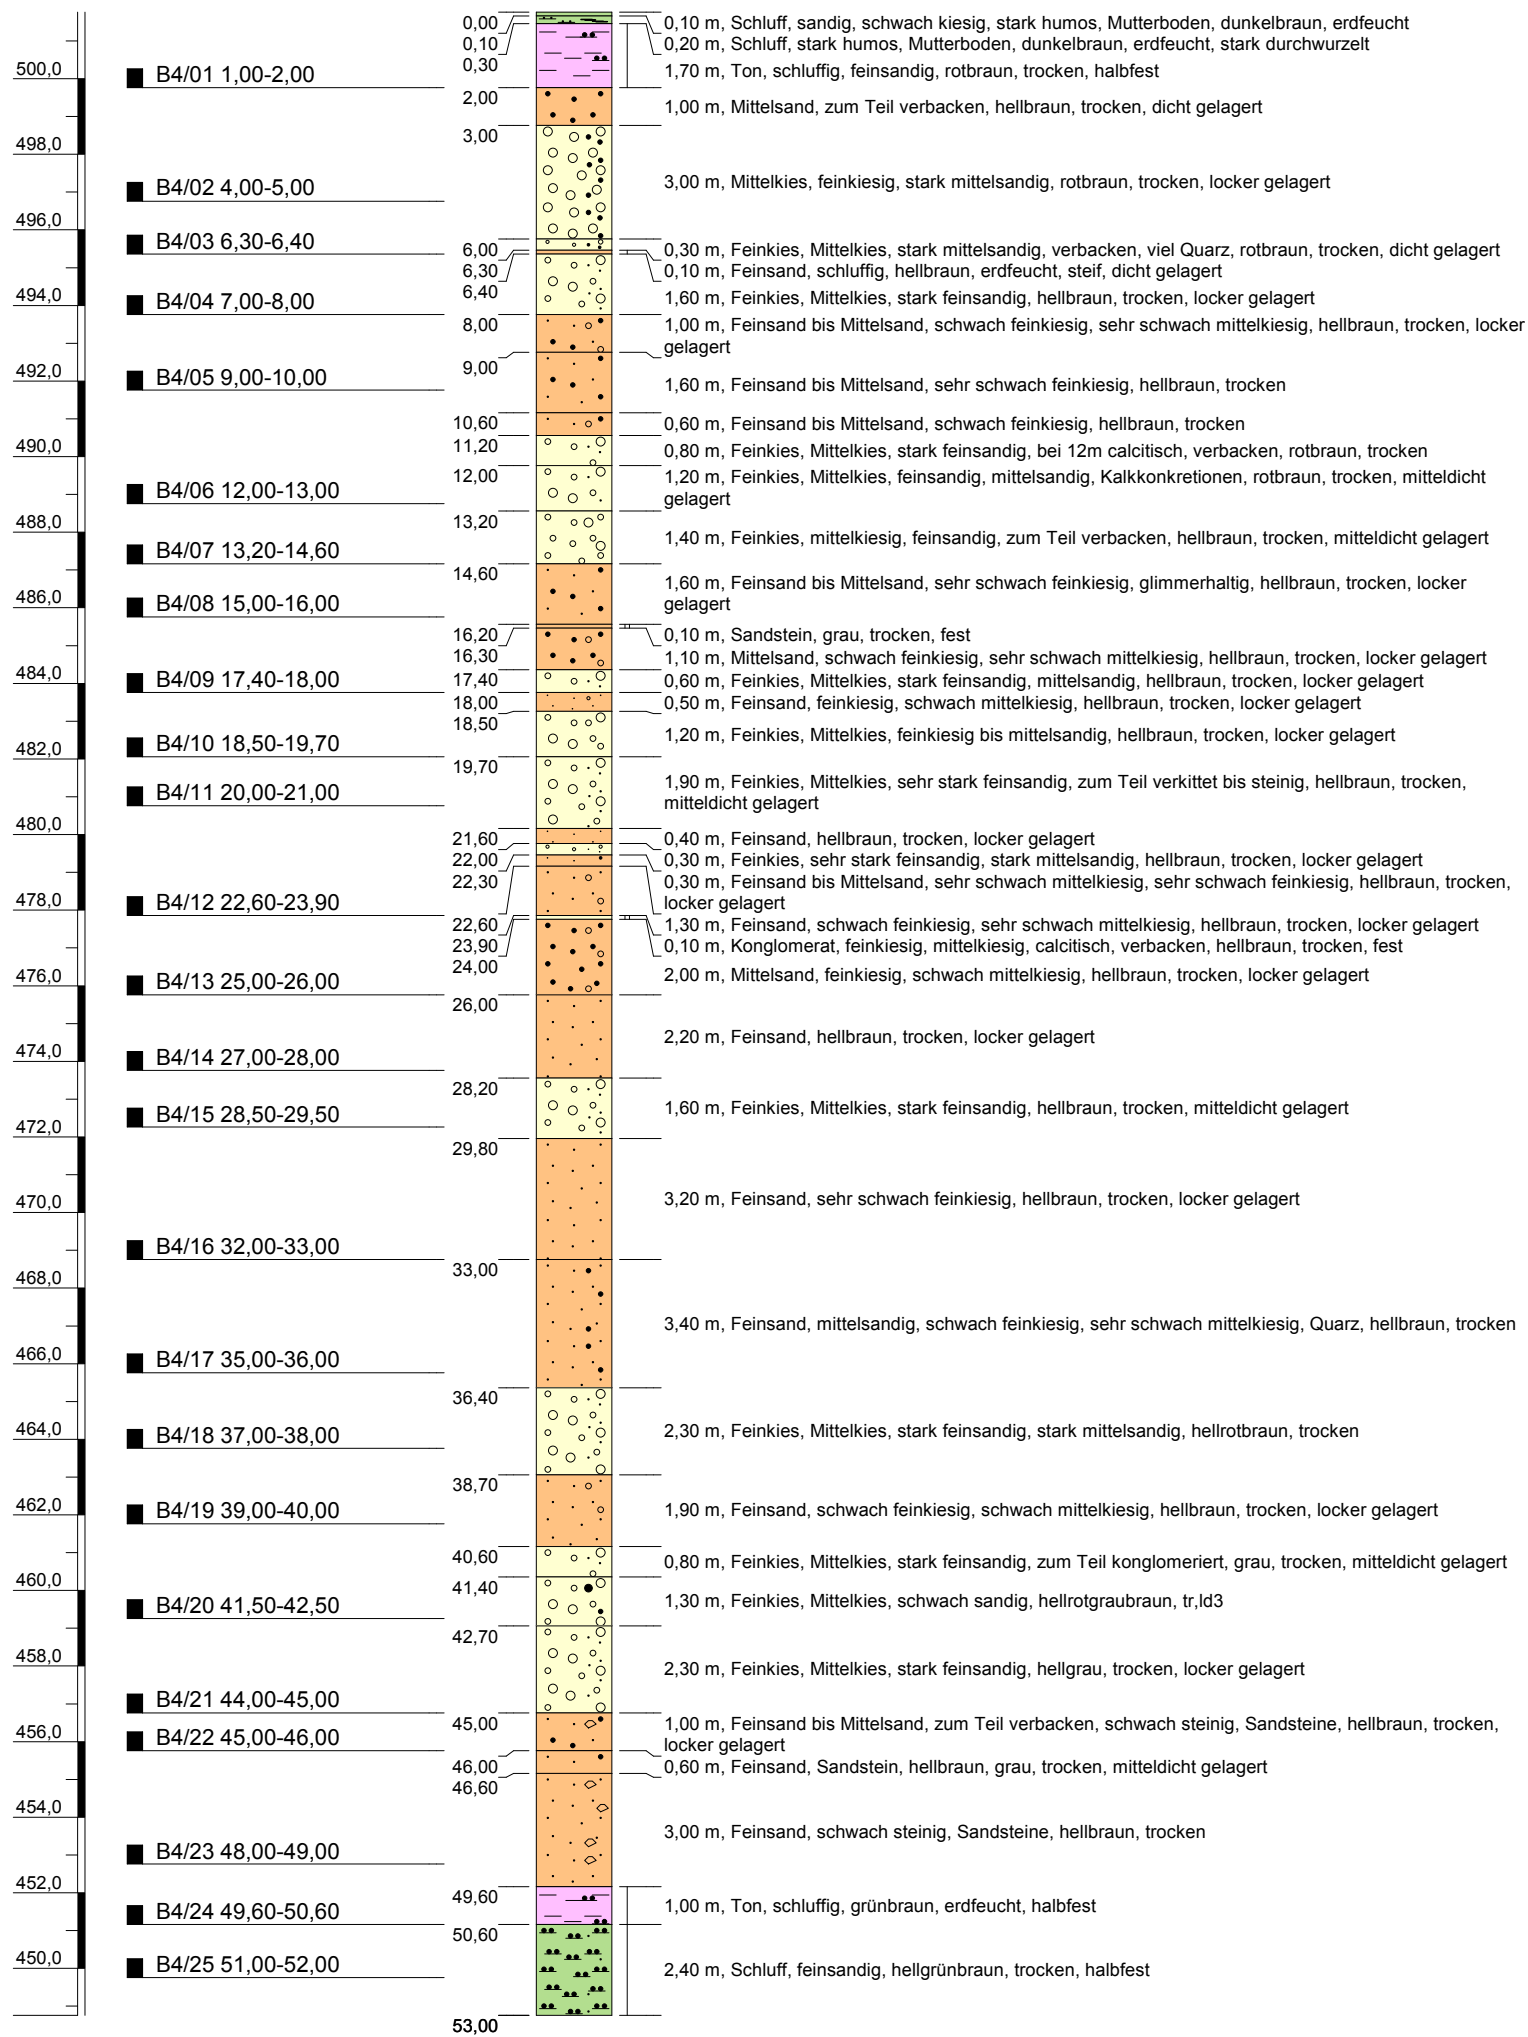 0,00
0,10 m, Schluff, sandig, schwach kiesig, stark humos, Mutterboden, dunkelbraun, erdfeucht
0,10
0,20 m, Schluff, stark humos, Mutterboden, dunkelbraun, erdfeucht, stark durchwurzelt
0,30
500,0
B4/01 1,00-2,00
1,70 m, Ton, schluffig, feinsandig, rotbraun, trocken, halbfest
2,00
1,00 m, Mittelsand, zum Teil verbacken, hellbraun, trocken, dicht gelagert
3,00
498,0
B4/02 4,00-5,00
3,00 m, Mittelkies, feinkiesig, stark mittelsandig, rotbraun, trocken, locker gelagert
496,0
B4/03 6,30-6,40
6,00
0,30 m, Feinkies, Mittelkies, stark mittelsandig, verbacken, viel Quarz, rotbraun, trocken, dicht gelagert
6,30
0,10 m, Feinsand, schluffig, hellbraun, erdfeucht, steif, dicht gelagert
6,40
494,0
B4/04 7,00-8,00
1,60 m, Feinkies, Mittelkies, stark feinsandig, hellbraun, trocken, locker gelagert
8,00
1,00 m, Feinsand bis Mittelsand, schwach feinkiesig, sehr schwach mittelkiesig, hellbraun, trocken, locker
gelagert
9,00
492,0
B4/05 9,00-10,00
1,60 m, Feinsand bis Mittelsand, sehr schwach feinkiesig, hellbraun, trocken
10,60
0,60 m, Feinsand bis Mittelsand, schwach feinkiesig, hellbraun, trocken
490,0
11,20
0,80 m, Feinkies, Mittelkies, stark feinsandig, bei 12m calcitisch, verbacken, rotbraun, trocken
12,00
1,20 m, Feinkies, Mittelkies, feinsandig, mittelsandig, Kalkkonkretionen, rotbraun, trocken, mitteldicht
gelagert
B4/06 12,00-13,00
488,0
13,20
B4/07 13,20-14,60
1,40 m, Feinkies, mittelkiesig, feinsandig, zum Teil verbacken, hellbraun, trocken, mitteldicht gelagert
14,60
1,60 m, Feinsand bis Mittelsand, sehr schwach feinkiesig, glimmerhaltig, hellbraun, trocken, locker
gelagert
486,0
B4/08 15,00-16,00
16,20
0,10 m, Sandstein, grau, trocken, fest
16,30
1,10 m, Mittelsand, schwach feinkiesig, sehr schwach mittelkiesig, hellbraun, trocken, locker gelagert
484,0
B4/09 17,40-18,00
17,40
0,60 m, Feinkies, Mittelkies, stark feinsandig, mittelsandig, hellbraun, trocken, locker gelagert
18,00
0,50 m, Feinsand, feinkiesig, schwach mittelkiesig, hellbraun, trocken, locker gelagert
18,50
482,0
B4/10 18,50-19,70
1,20 m, Feinkies, Mittelkies, feinkiesig bis mittelsandig, hellbraun, trocken, locker gelagert
19,70
B4/11 20,00-21,00
1,90 m, Feinkies, Mittelkies, sehr stark feinsandig, zum Teil verkittet bis steinig, hellbraun, trocken,
mitteldicht gelagert
480,0
21,60
0,40 m, Feinsand, hellbraun, trocken, locker gelagert
22,00
0,30 m, Feinkies, sehr stark feinsandig, stark mittelsandig, hellbraun, trocken, locker gelagert
22,30
0,30 m, Feinsand bis Mittelsand, sehr schwach mittelkiesig, sehr schwach feinkiesig, hellbraun, trocken,
locker gelagert
478,0
B4/12 22,60-23,90
22,60
1,30 m, Feinsand, schwach feinkiesig, sehr schwach mittelkiesig, hellbraun, trocken, locker gelagert
23,90
0,10 m, Konglomerat, feinkiesig, mittelkiesig, calcitisch, verbacken, hellbraun, trocken, fest
24,00
476,0
B4/13 25,00-26,00
2,00 m, Mittelsand, feinkiesig, schwach mittelkiesig, hellbraun, trocken, locker gelagert
26,00
474,0
B4/14 27,00-28,00
2,20 m, Feinsand, hellbraun, trocken, locker gelagert
28,20
472,0
B4/15 28,50-29,50
1,60 m, Feinkies, Mittelkies, stark feinsandig, hellbraun, trocken, mitteldicht gelagert
29,80
470,0
3,20 m, Feinsand, sehr schwach feinkiesig, hellbraun, trocken, locker gelagert
B4/16 32,00-33,00
33,00
468,0
3,40 m, Feinsand, mittelsandig, schwach feinkiesig, sehr schwach mittelkiesig, Quarz, hellbraun, trocken
466,0
B4/17 35,00-36,00
36,40
464,0
B4/18 37,00-38,00
2,30 m, Feinkies, Mittelkies, stark feinsandig, stark mittelsandig, hellrotbraun, trocken
38,70
462,0
B4/19 39,00-40,00
1,90 m, Feinsand, schwach feinkiesig, schwach mittelkiesig, hellbraun, trocken, locker gelagert
40,60
0,80 m, Feinkies, Mittelkies, stark feinsandig, zum Teil konglomeriert, grau, trocken, mitteldicht gelagert
460,0
41,40
B4/20 41,50-42,50
1,30 m, Feinkies, Mittelkies, schwach sandig, hellrotgraubraun, tr,ld3
42,70
458,0
2,30 m, Feinkies, Mittelkies, stark feinsandig, hellgrau, trocken, locker gelagert
B4/21 44,00-45,00
45,00
1,00 m, Feinsand bis Mittelsand, zum Teil verbacken, schwach steinig, Sandsteine, hellbraun, trocken,
locker gelagert
456,0
B4/22 45,00-46,00
46,00
0,60 m, Feinsand, Sandstein, hellbraun, grau, trocken, mitteldicht gelagert
46,60
454,0
3,00 m, Feinsand, schwach steinig, Sandsteine, hellbraun, trocken
B4/23 48,00-49,00
452,0
49,60
B4/24 49,60-50,60
1,00 m, Ton, schluffig, grünbraun, erdfeucht, halbfest
50,60
450,0
B4/25 51,00-52,00
2,40 m, Schluff, feinsandig, hellgrünbraun, trocken, halbfest
53,00